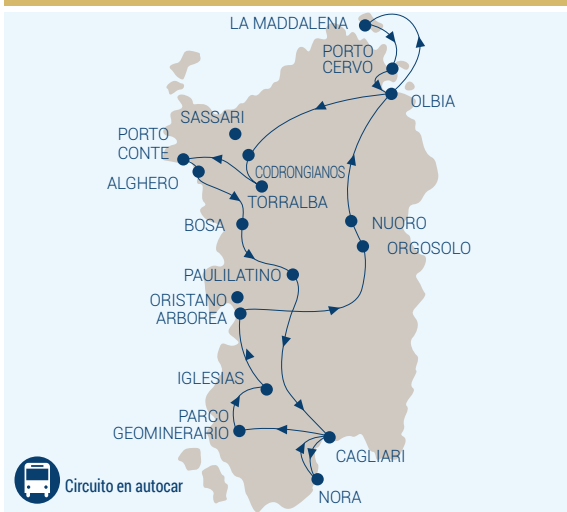 LA MADDALENA
PORTO
CERVO
OLBIA
SASSARI
PORTO
CONTE
CODRONGIANOS
ALGHERO
TORRALBA
BOSA
NUORO
ORGOSOLO
PAULILATINO
ORISTANO
ARBOREA
IGLESIAS
PARCO
GEOMINERARIO
CAGLIARI
Circuito en autocar
NORA